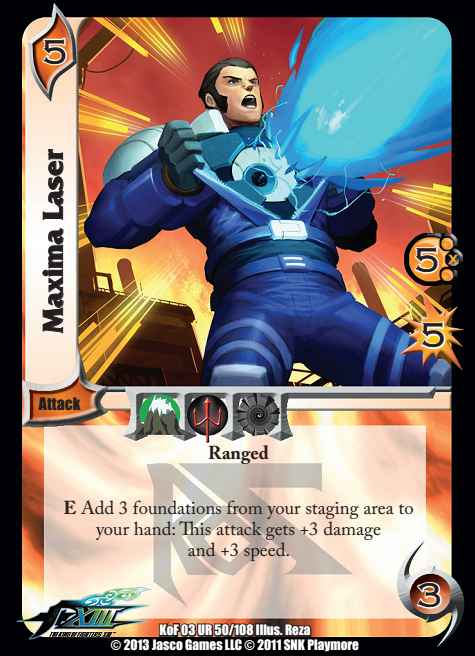 5
Maxima Laser
5
5
Attack
Ranged
E Add 3 foundations from your staging area to
your hand: This attack gets +3 damage
and +3 speed.
3
XIII
KoF 03 UR 50/108 Illus. Reza
© 2013 Jasco Games LLC © 2011 SNK Playmore